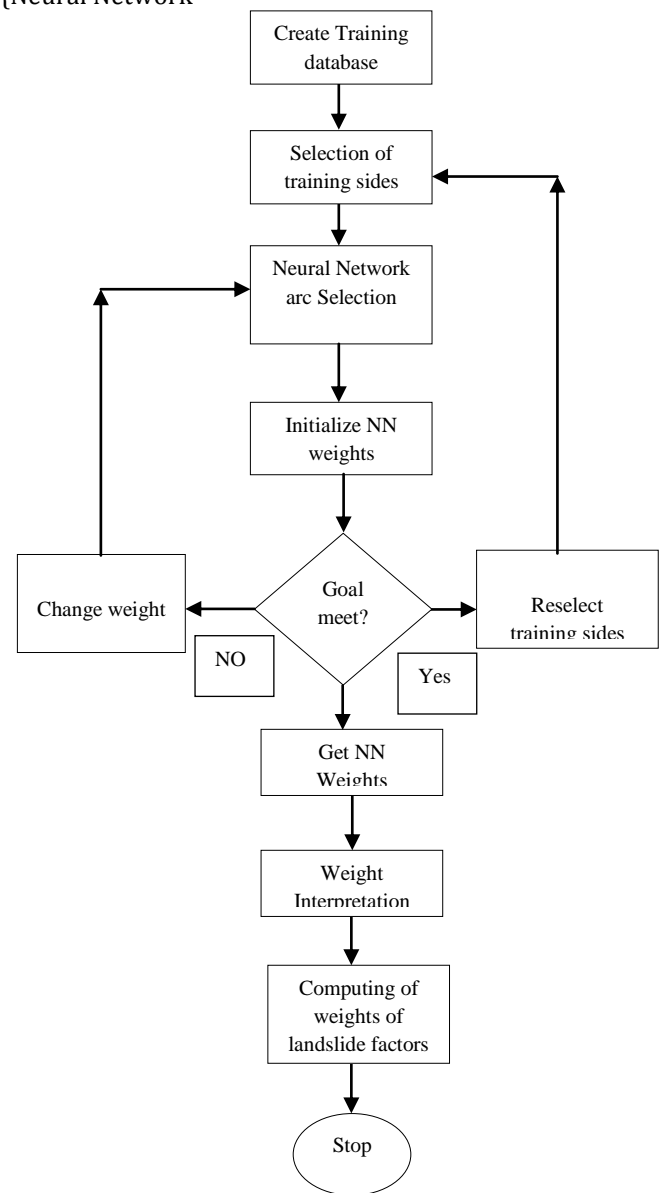 {Neural Network
Create Training
database
Selection of
training sides
Neural Network
arc Selection
Initialize NN
weights
Goal
meet?
Change weight
Reselect
training sides
NO
Yes
Get NN
Weights
Weight
Interpretation
Computing of
weights of
landslide factors
Stop